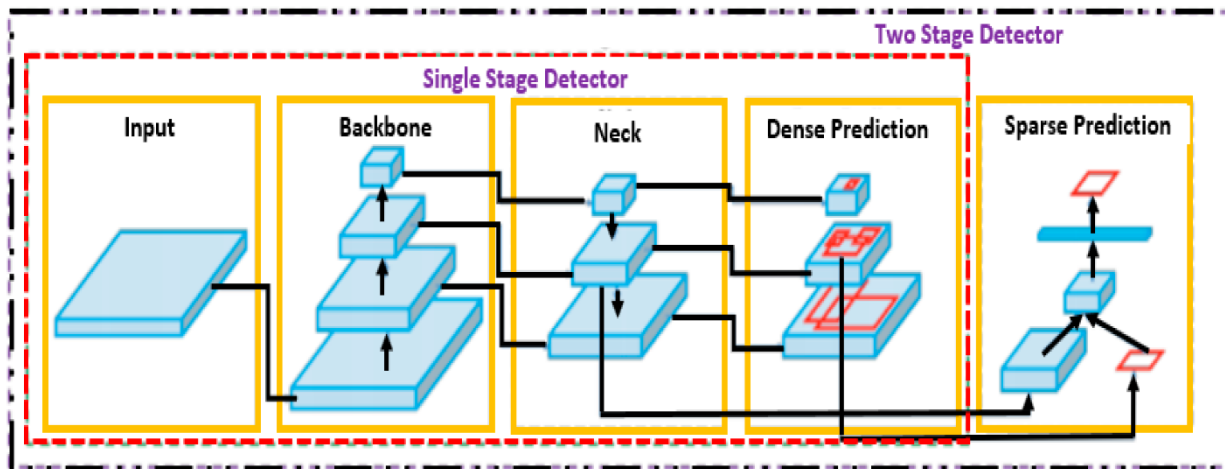 Two Stage Detector
Single Stage Detector
Input
Backbone
Neck
Dense Prediction
Sparse Prediction